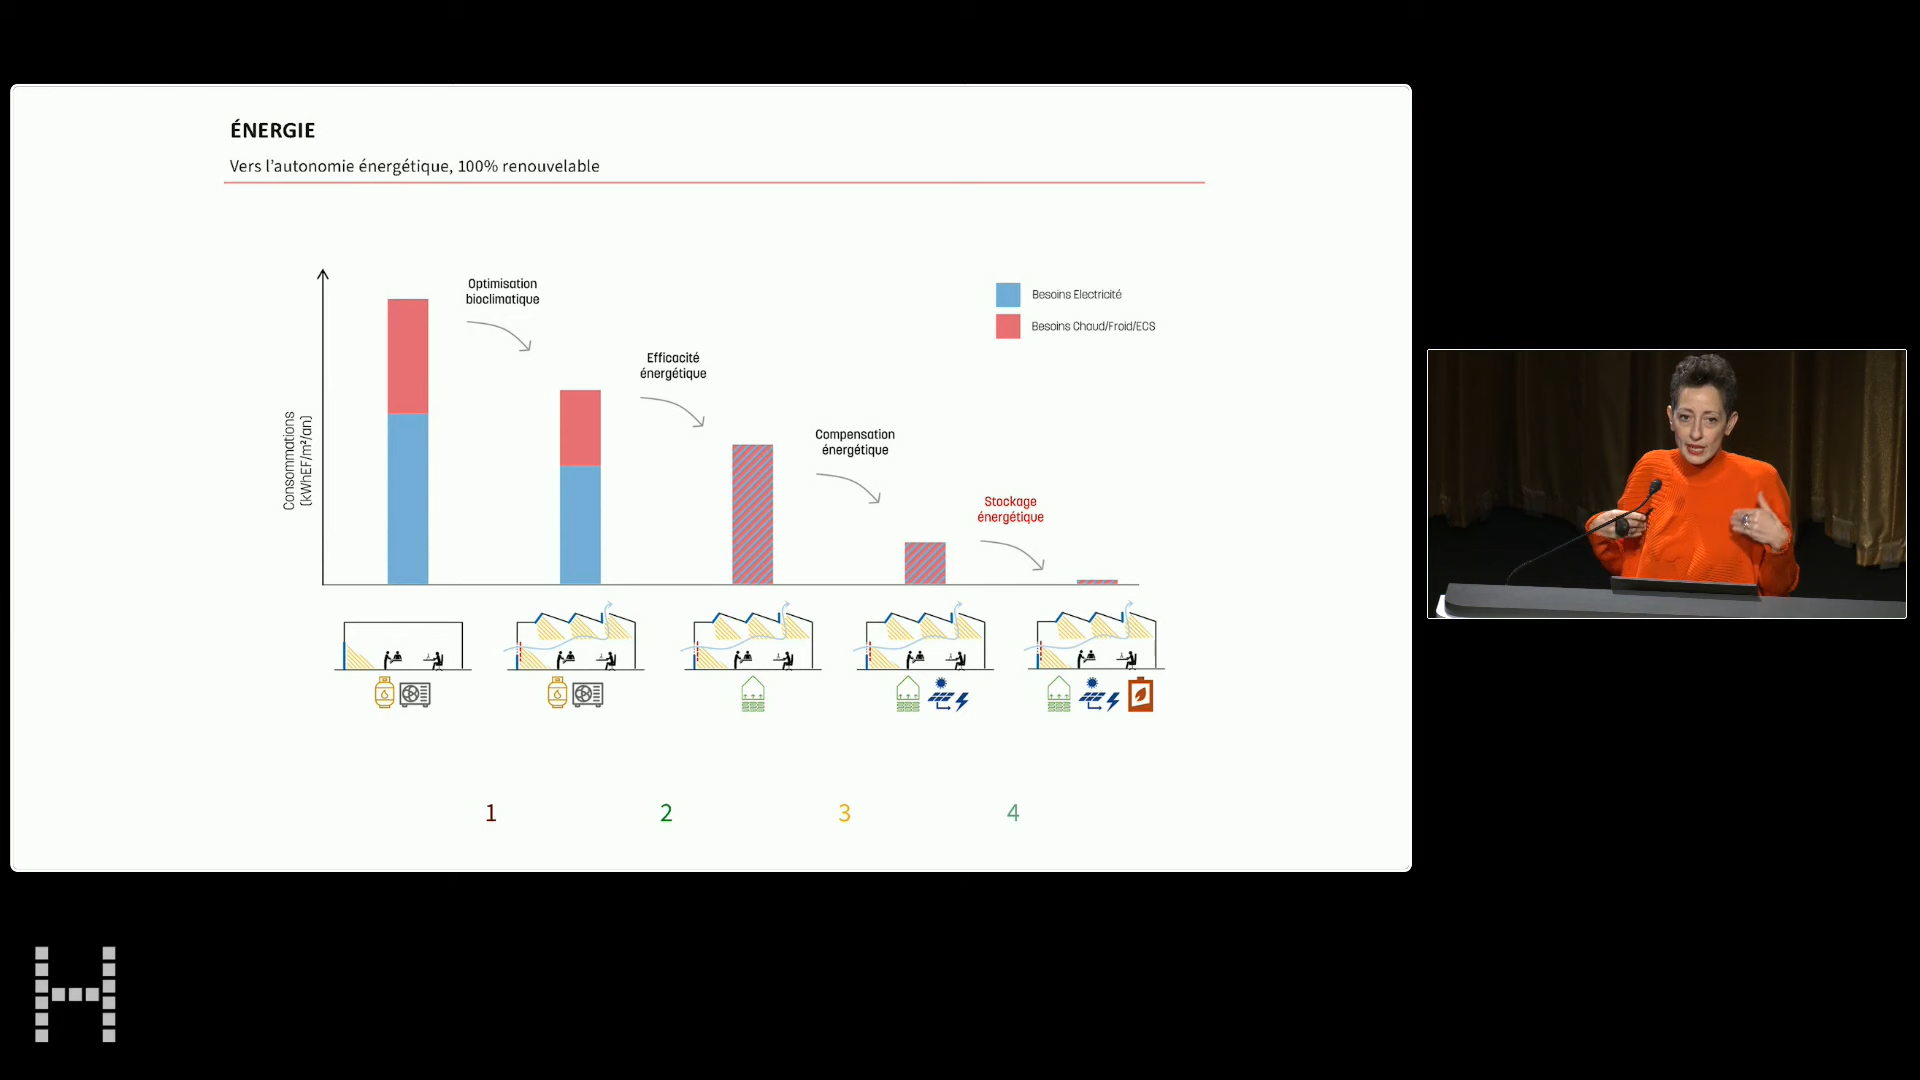 ÉNERGIE
Vers l'autonomie énergétique, 100% renouvelable
Optimisation
bioclimatique
Efficacité
énergétique
Compensation
énergétique
Stockage
énergétique
Besoins Electricité
Besoins Chaud/Froid/ECS
Consommations
[kWhEF/m²/an]
1
2
3
4
H